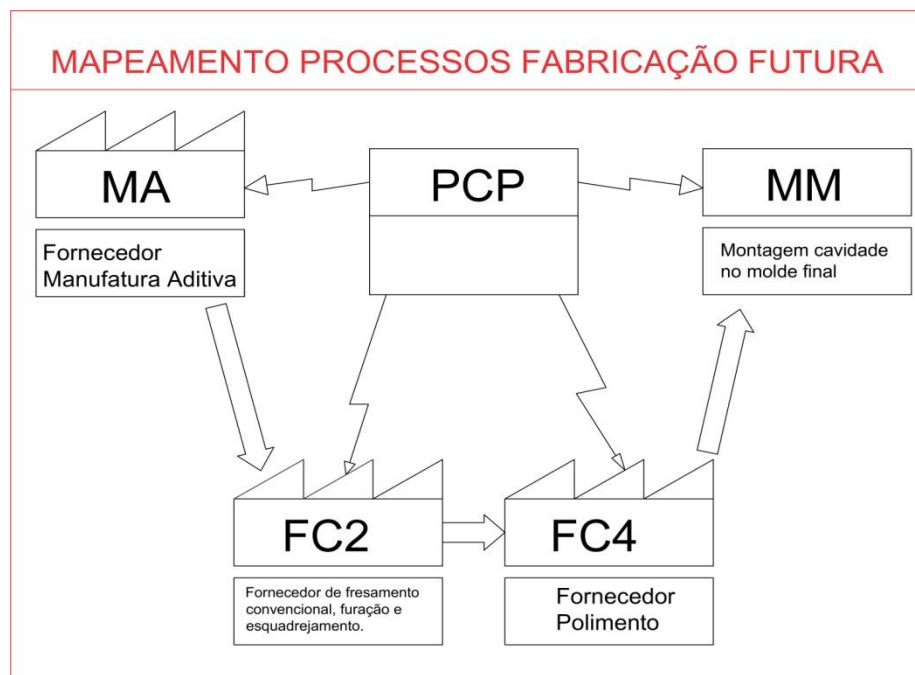 MAPEAMENTO PROCESSOS FABRICAÇÃO FUTURA
MA
Fornecedor
Manufatura Aditiva
PCP
MM
Montagem cavidade
no molde final
FC2
Fornecedor de fresamento
convencional, furação e
esquadrejamento.
FC4
Fornecedor
Polimento